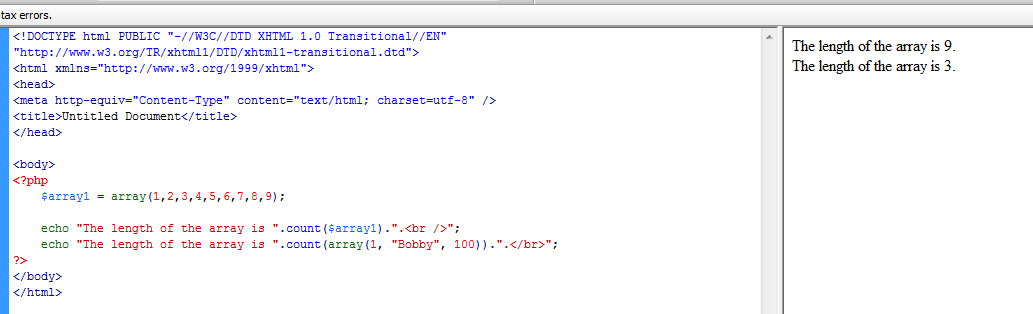 tax errors.
<!DOCTYPE html PUBLIC "-//W3C//DTD XHTML 1.0 Transitional//EN"
"http://www.w3.org/TR/xhtml1/DTD/xhtml1-transitional.dtd">
<html xmlns="http://www.w3.org/1999/xhtml">
<head>
<meta http-equiv="Content-Type" content="text/html; charset=utf-8" />
<title>Untitled Document</title>
</head>

<body>
<?php
    $array1 = array(1,2,3,4,5,6,7,8,9);

    echo "The length of the array is ".count($array1).".<br />";
    echo "The length of the array is ".count(array(1, "Bobby", 100)).".</br>";
?>
</body>
</html>
The length of the array is 9.
The length of the array is 3.